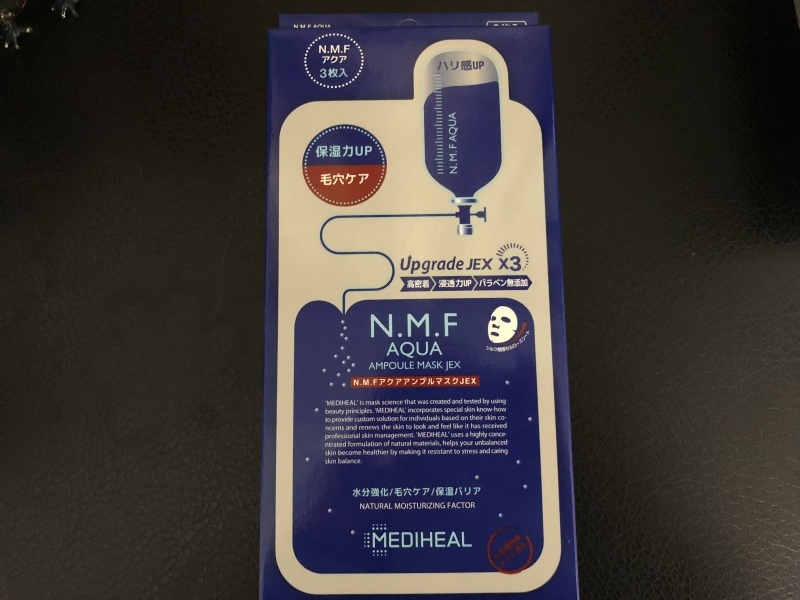 N.M.F AQUA
N.M.F
アクア
3枚入
ハリ感UP
N.M.F AQUA
保湿力UP
毛穴ケア
Upgrade JEX X3
高密着 浸透力UP パラベン無添加
N.M.F
AQUA
AMPOULE MASK JEX
N.M.FアクアアンプルマスクJEX
'MEDIHEAL' is mask science that was created and tested by using
beauty principles. 'MEDIHEAL' incorporates special skin know-how
to provide custom solution for individuals based on their skin co-
ncerns and renews the skin to look and feel like it has received
professional skin management. 'MEDIHEAL' uses a highly conce-
ntrated formulation of natural materials, helps your unbalanced
skin become healthier by making it resistant to stress and caring
skin balance.
水分強化/毛穴ケア/保湿バリア
NATURAL MOISTURIZING FACTOR
MEDIHEAL